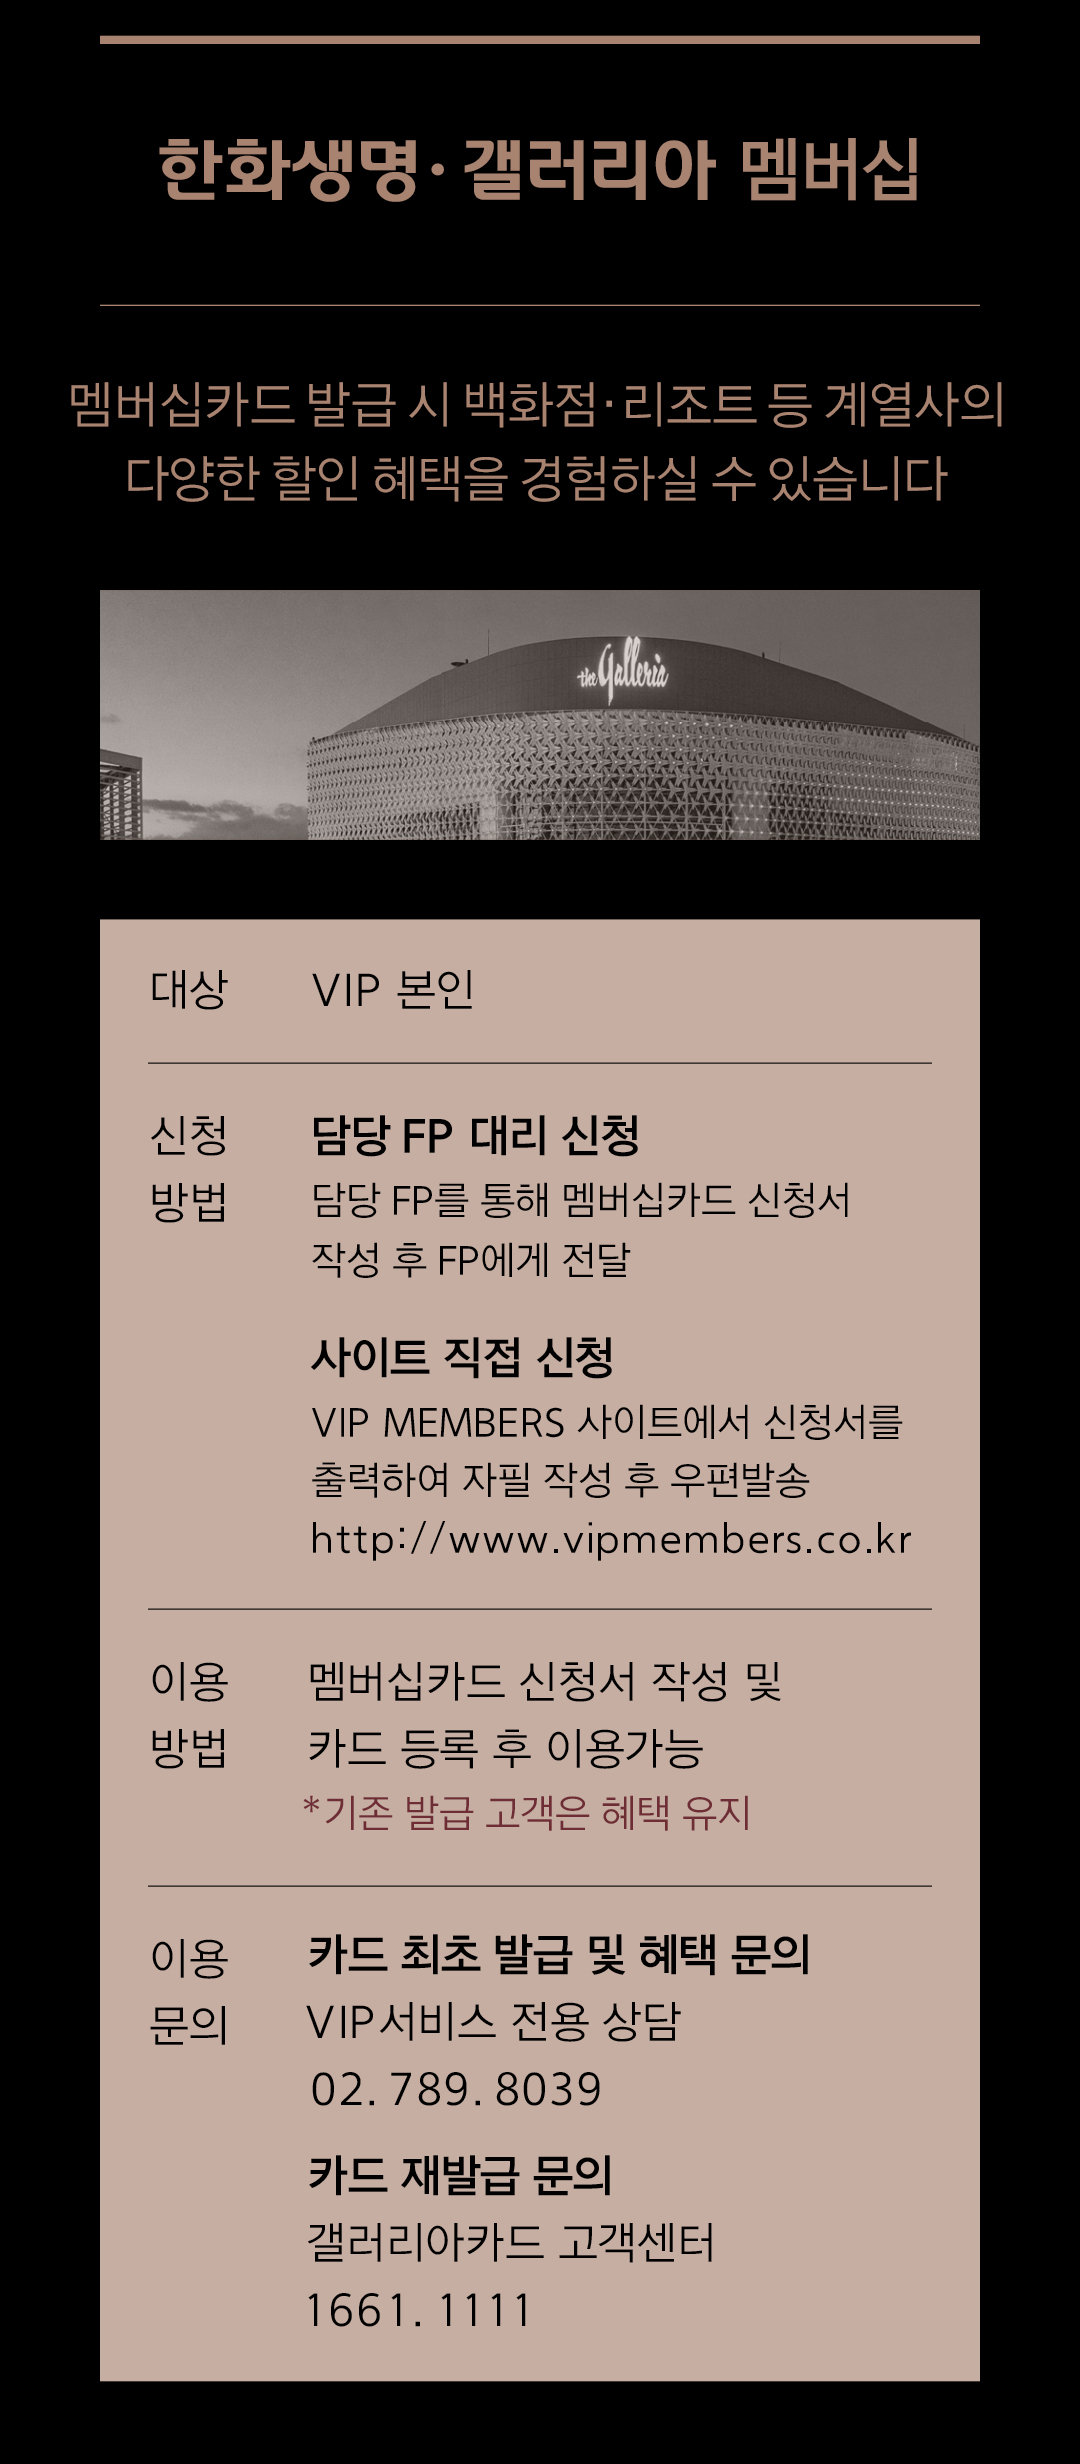 한화생명·갤러리아 멤버십
멤버십카드 발급 시 백화점·리조트 등 계열사의
다양한 할인 혜택을 경험하실 수 있습니다
the Galleria
대상 VIP 본인
신청 담당 FP 대리 신청
방법 담당 FP를 통해 멤버십카드 신청서
작성 후 FP에게 전달
사이트 직접 신청
VIP MEMBERS 사이트에서 신청서를
출력하여 자필 작성 후 우편발송
http://www.vipmembers.co.kr
이용 멤버십카드 신청서 작성 및
방법 카드 등록 후 이용가능
*기존 발급 고객은 혜택 유지
이용 카드 최초 발급 및 혜택 문의
문의 VIP서비스 전용 상담
02. 789. 8039
카드 재발급 문의
갤러리아카드 고객센터
1661. 1111